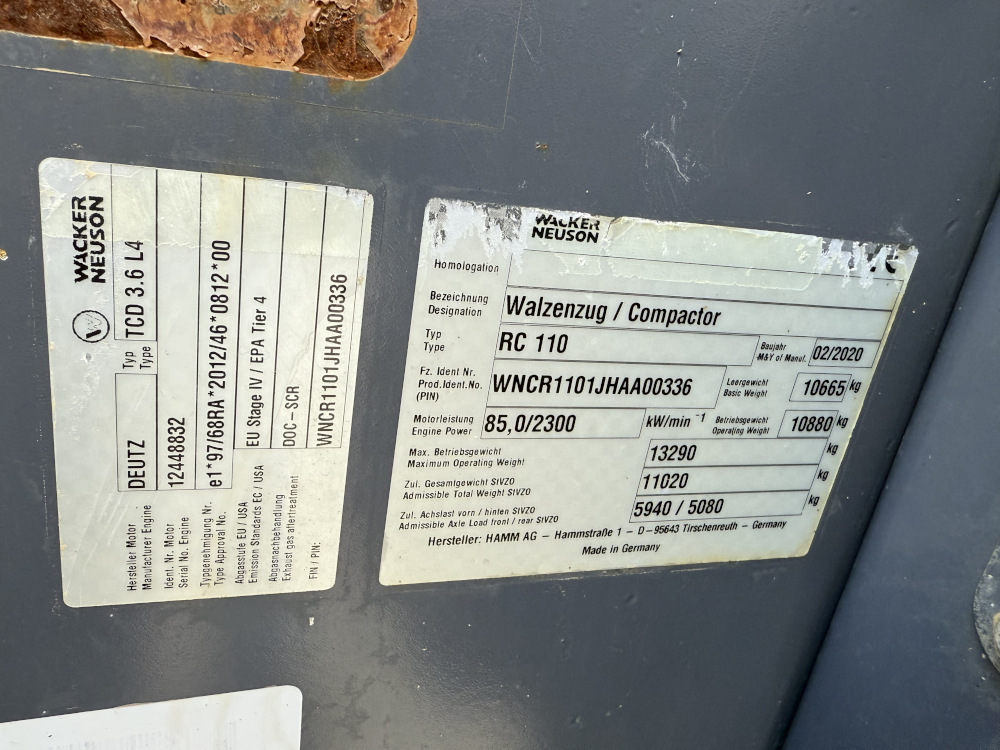 WACKER
NEUSON
Hersteller Motor
Manufacturer Engine
DEUTZ
Typ
Type
TCD 3.6 L4
Ident. Nr. Motor
Serial No. Engine
12448832
Typgenehmigung Nr.
Type Approval No.
e1*97/68RA*2012/46*0812*00
Abgasstufe EU / USA
Emission Standards EC / USA
EU Stage IV / EPA Tier 4
Abgasnachbehandlung
Exhaust gas aftertreatment
DOC-SCR
FIN / PIN:
WNCR1101JHAA00336
WACKER
NEUSON
Homologation
Bezeichnung
Designation
Walzenzug / Compactor
Typ
Type
RC 110
Baujahr
M&Y of Manuf.
02/2020
Fz. Ident Nr.
Prod.Ident.No.
(PIN)
WNCR1101JHAA00336
Leergewicht
Basic Weight
10665 kg
Motorleistung
Engine Power
85,0/2300 kW/min -1
Betriebsgewicht
Operating Weight
10880 kg
Max. Betriebsgewicht
Maximum Operating Weight
13290 kg
Zul. Gesamtgewicht StVZO
Admissible Total Weight StVZO
11020 kg
Zul. Achslast vorn / hinten StVZO
Admissible Axle Load front / rear StVZO
5940 / 5080 kg
Hersteller: HAMM AG – Hammstraße 1 – D–95643 Tirschenreuth – Germany
Made in Germany